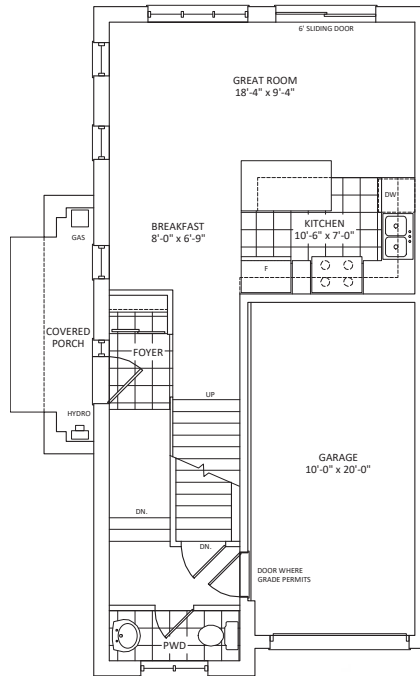 6' SLIDING DOOR
GREAT ROOM
18'-4" x 9'-4"
DW
KITCHEN
10'-6" x 7'-0"
BREAKFAST
8'-0" x 6'-9"
GAS
F
COVERED
PORCH
FOYER
UP
HYDRO
GARAGE
10'-0" x 20'-0"
DN.
DN.
DOOR WHERE
GRADE PERMITS
PWD